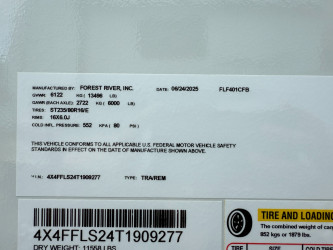 MANUFACTURED BY: FOREST RIVER, INC. DATE: 06/24/2025 FLF401CFB
GVWR: 6122 KG ( 13496 LB)
GAWR (EACH AXLE): 2722 KG ( 6000 LB)
TIRES: ST235/80R16/E
RIMS: 16X6.0J
COLD INFL. PRESSURE: 552 KPA ( 80 PSI)
THIS VEHICLE CONFORMS TO ALL APPLICABLE U.S. FEDERAL MOTOR VEHICLE SAFETY
STANDARDS IN EFFECT ON THE DATE OF MANUFACTURE SHOWN ABOVE.
V.I.N. 4X4FFLS24T1909277 TYPE: TRA/REM
4X4FFLS24T1909277
DRY WEIGHT: 11558 LBS
TIRE AND LOADING
The combined weight of ca
852 kgs or 1879 lbs.